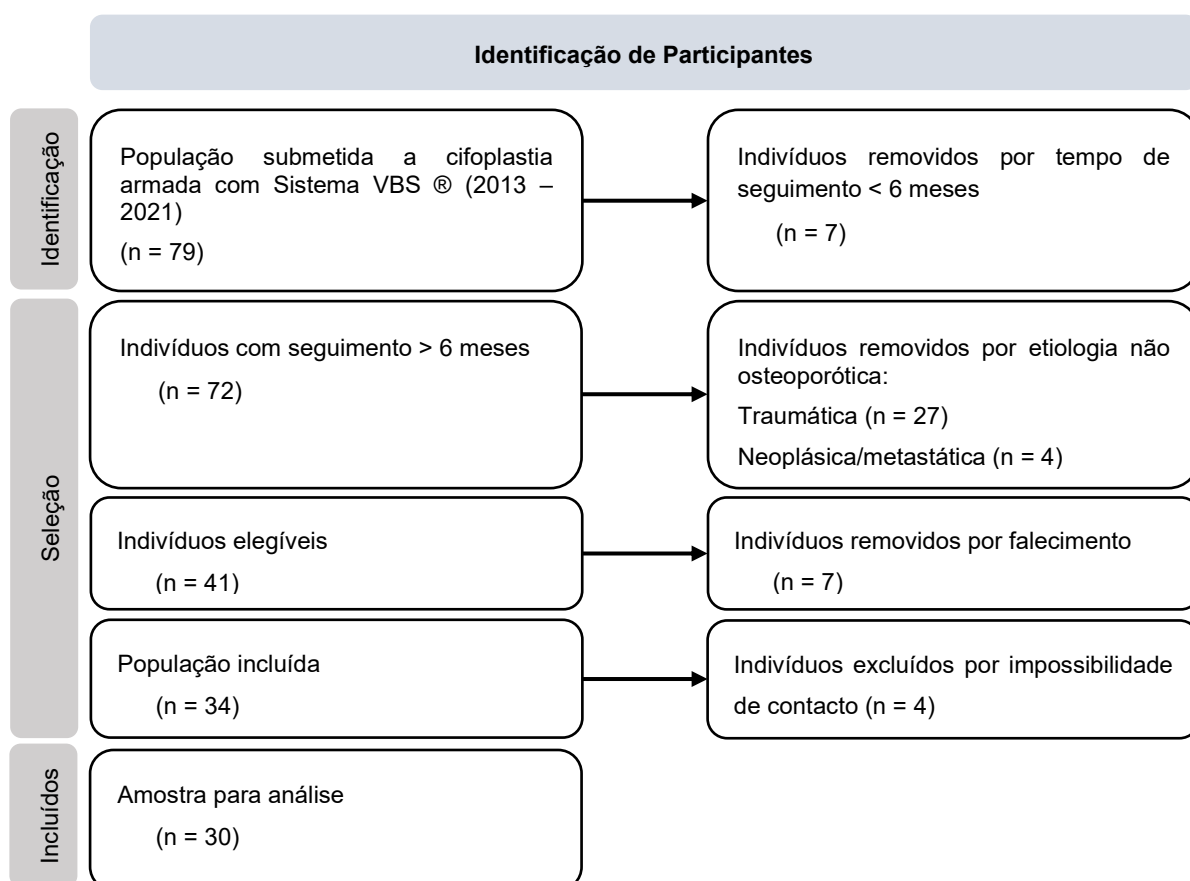 Identificação de Participantes
Identificação
População submetida a cifoplastia
armada com Sistema VBS ® (2013 –
2021)
(n = 79)
Indivíduos removidos por tempo de
seguimento < 6 meses
(n = 7)
Seleção
Indivíduos com seguimento > 6 meses
(n = 72)
Indivíduos removidos por etiologia não
osteoporótica:
Traumática (n = 27)
Neoplásica/metastática (n = 4)
Indivíduos elegíveis
(n = 41)
Indivíduos removidos por falecimento
(n = 7)
População incluída
(n = 34)
Indivíduos excluídos por impossibilidade
de contacto (n = 4)
Incluídos
Amostra para análise
(n = 30)